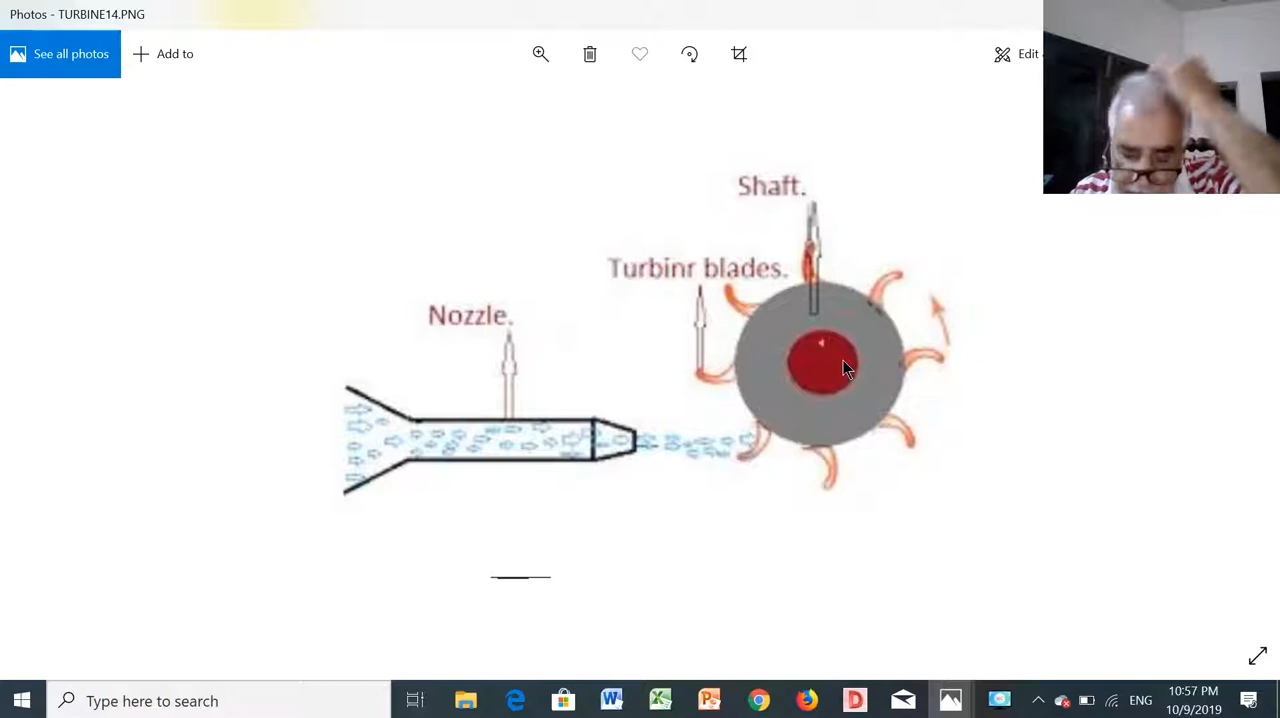 Photos - TURBINE14.PNG
See all photos
Add to
Edit
Shaft.
Turbinr blades.
Nozzle.
Type here to search
ENG
10:57 PM
10/9/2019